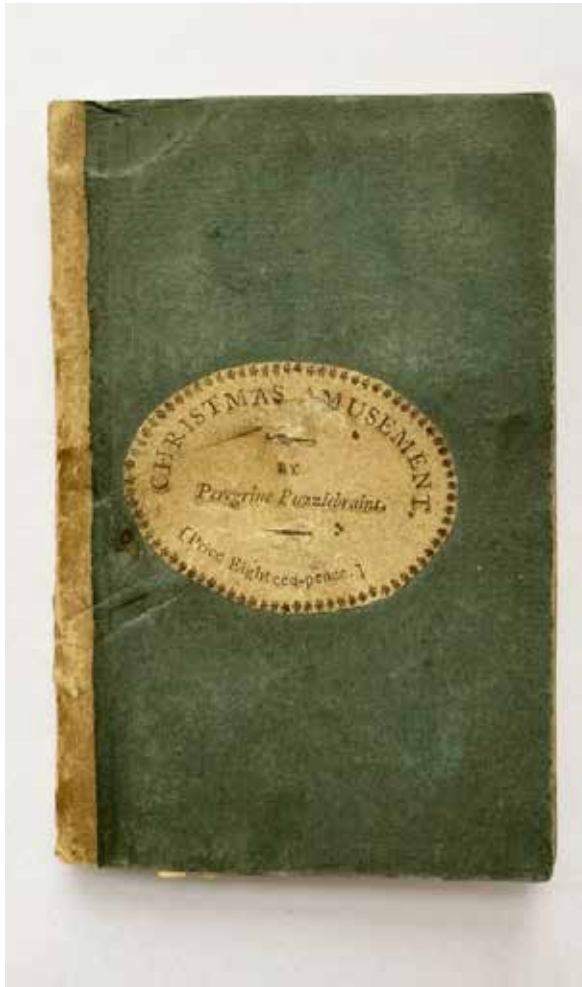 CHRISTMAS AMUSEMENT.
BY
Peregrine Puzzlebrains.
[Price Eighteen-pence.]